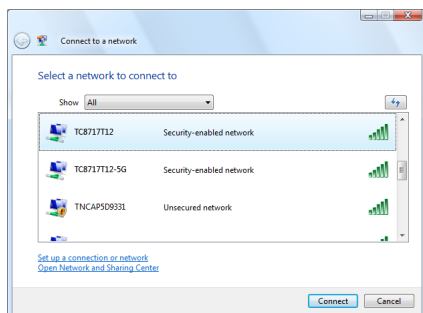 Connect to a network
Select a network to connect to
Show All
TC8717T12 Security-enabled network
TC8717T12-5G Security-enabled network
TNCAP5D9331 Unsecured network
Set up a connection or network
Open Network and Sharing Center
Connect Cancel